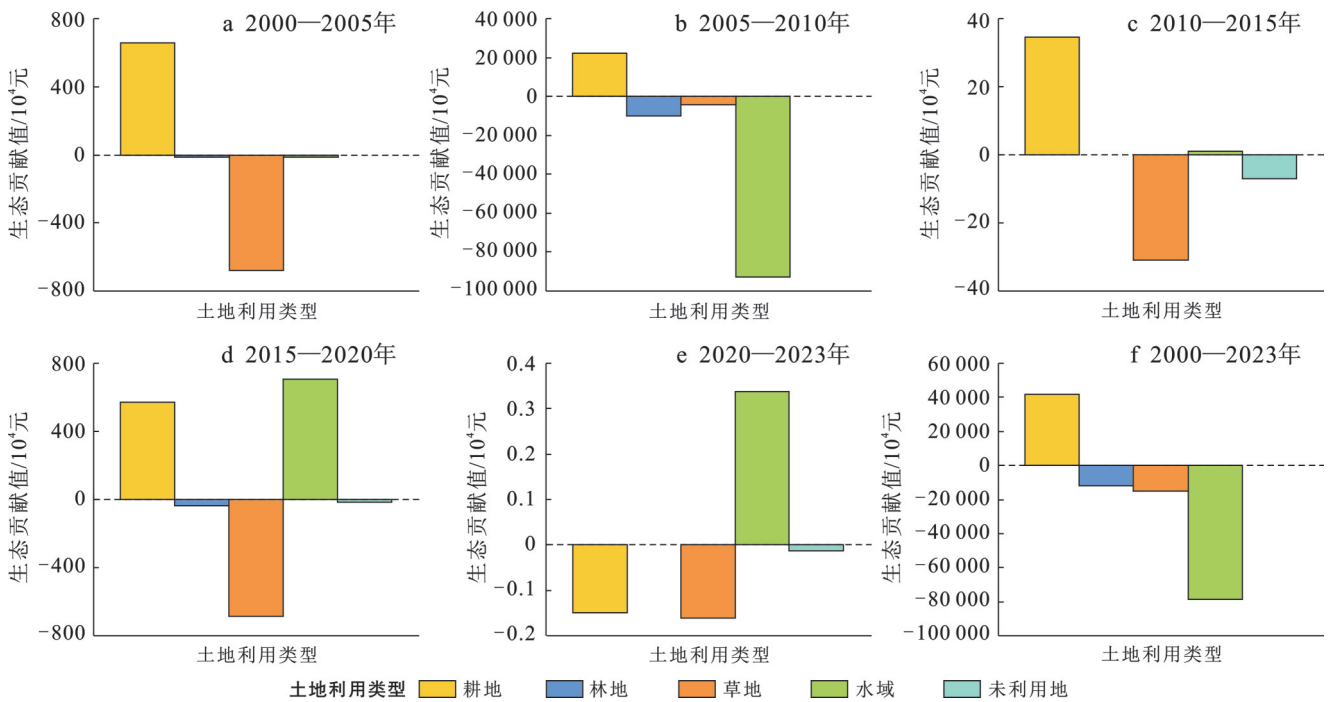 a 2000—2005年
生态贡献值/10⁴元
800
400
0
−400
−800
土地利用类型
b 2005—2010年
生态贡献值/10⁴元
40 000
20 000
0
−20 000
−40 000
−60 000
−80 000
−100 000
土地利用类型
c 2010—2015年
生态贡献值/10⁴元
40
20
0
−20
−40
土地利用类型
d 2015—2020年
生态贡献值/10⁴元
800
400
0
−400
−800
土地利用类型
e 2020—2023年
生态贡献值/10⁴元
0.4
0.3
0.2
0.1
0
−0.1
−0.2
土地利用类型
f 2000—2023年
生态贡献值/10⁴元
60 000
40 000
20 000
0
−20 000
−40 000
−60 000
−80 000
−100 000
土地利用类型
土地利用类型 耕地 林地 草地 水域 未利用地